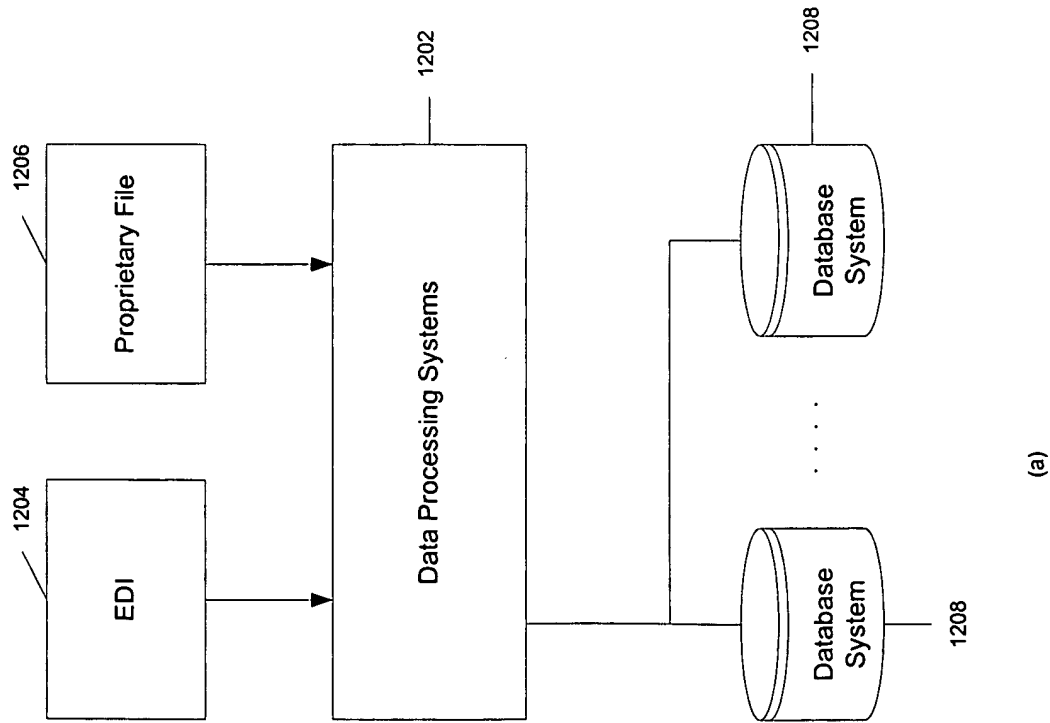 1204
1206
EDI
Proprietary File
Data Processing Systems
1202
Database
System
1208
. . . .
Database
System
1208
(a)